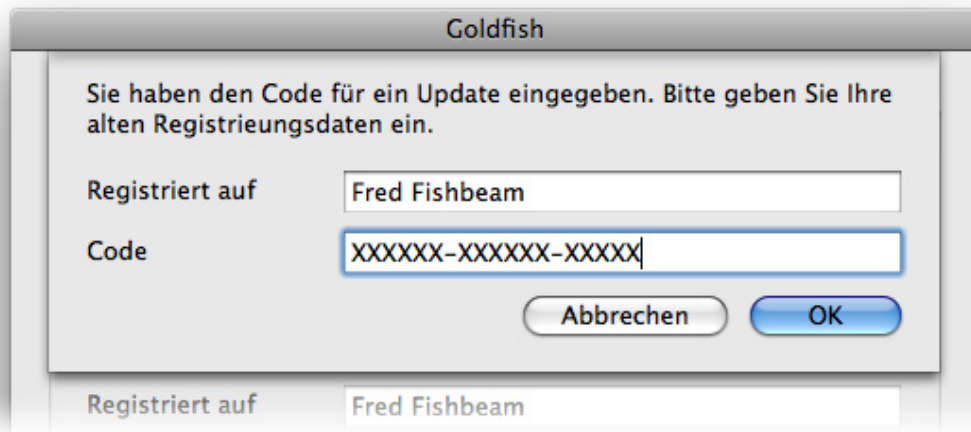 Goldfish
Sie haben den Code für ein Update eingegeben. Bitte geben Sie Ihre
alten Registrieungsdaten ein.
Registriert auf Fred Fishbeam
Code XXXXXX-XXXXXX-XXXXX
Abbrechen OK
Registriert auf Fred Fishbeam